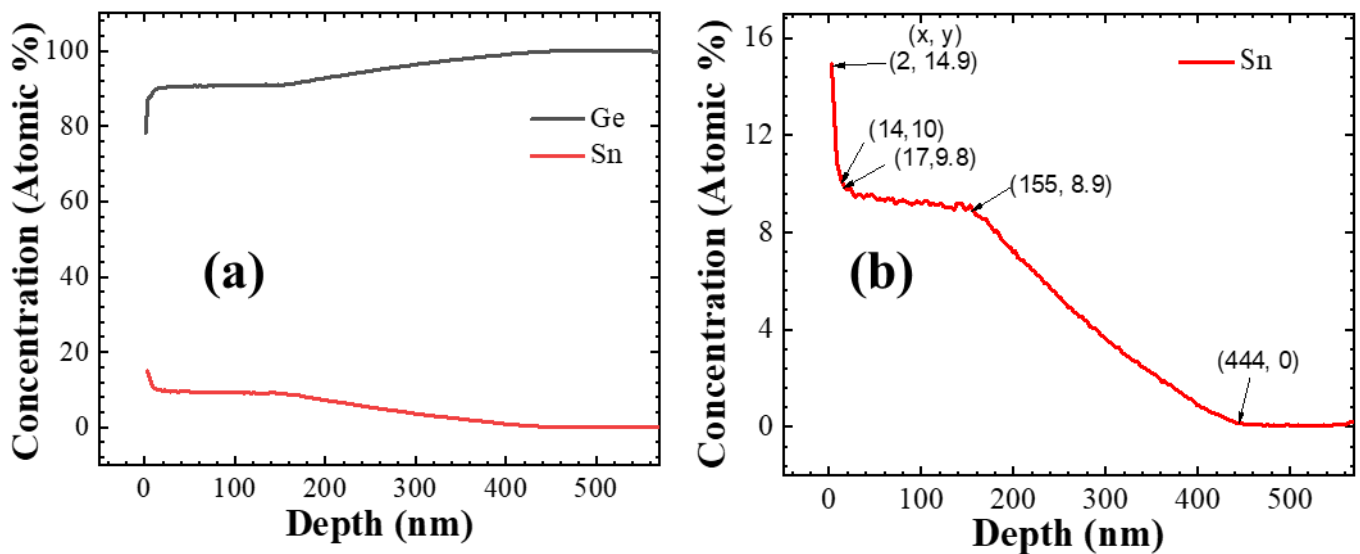 Concentration (Atomic %)
100
80
60
40
20
0
Ge
Sn
(a)
0
100
200
300
400
500
Depth (nm)
Concentration (Atomic %)
16
12
8
4
0
(x, y)
(2, 14.9)
Sn
(14,10)
(17,9.8)
(155, 8.9)
(b)
(444, 0)
0
100
200
300
400
500
Depth (nm)